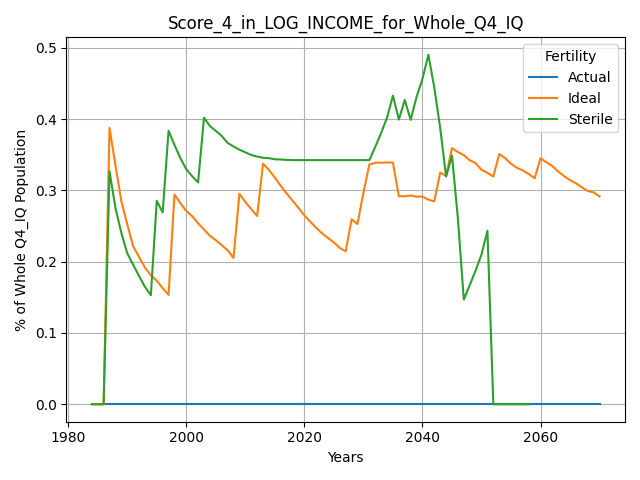 Score_4_in_LOG_INCOME_for_Whole_Q4_IQ
% of Whole Q4_IQ Population
0.5
0.4
0.3
0.2
0.1
0.0
Fertility
Actual
Ideal
Sterile
1980
2000
2020
2040
2060
Years